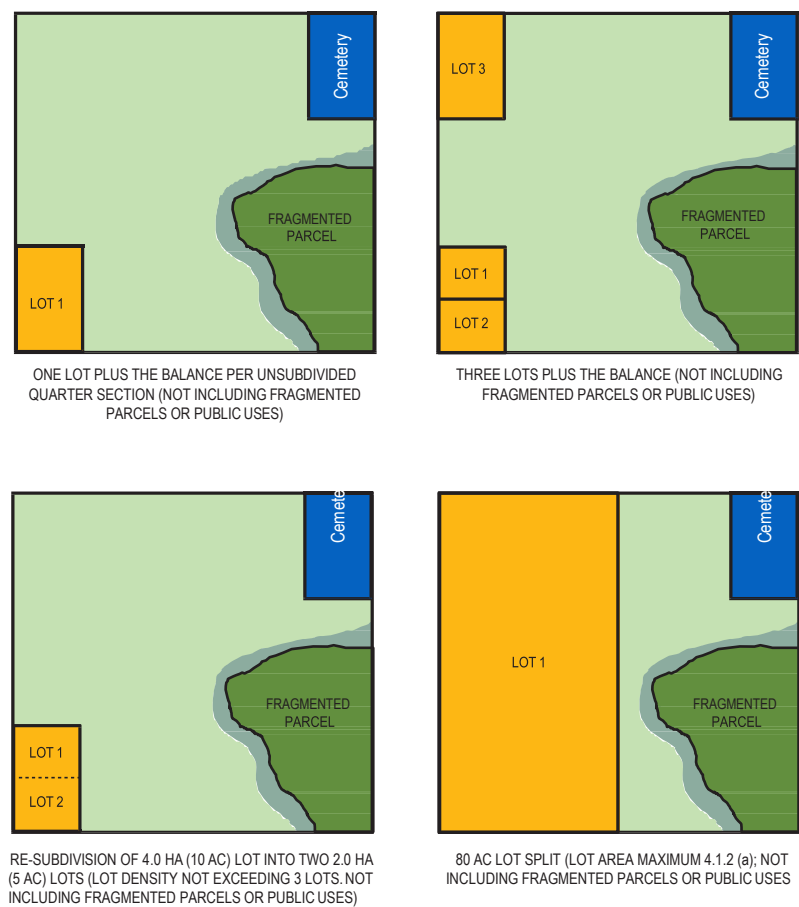 Cemetery
FRAGMENTED
PARCEL
LOT 1
ONE LOT PLUS THE BALANCE PER UNSUBDIVIDED
QUARTER SECTION (NOT INCLUDING FRAGMENTED
PARCELS OR PUBLIC USES)
LOT 3
Cemetery
FRAGMENTED
PARCEL
LOT 1
LOT 2
THREE LOTS PLUS THE BALANCE (NOT INCLUDING
FRAGMENTED PARCELS OR PUBLIC USES)
Cemete
FRAGMENTED
PARCEL
LOT 1
LOT 2
RE-SUBDIVISION OF 4.0 HA (10 AC) LOT INTO TWO 2.0 HA
(5 AC) LOTS (LOT DENSITY NOT EXCEEDING 3 LOTS. NOT
INCLUDING FRAGMENTED PARCELS OR PUBLIC USES)
Cemete
LOT 1
FRAGMENTED
PARCEL
80 AC LOT SPLIT (LOT AREA MAXIMUM 4.1.2 (a); NOT
INCLUDING FRAGMENTED PARCELS OR PUBLIC USES